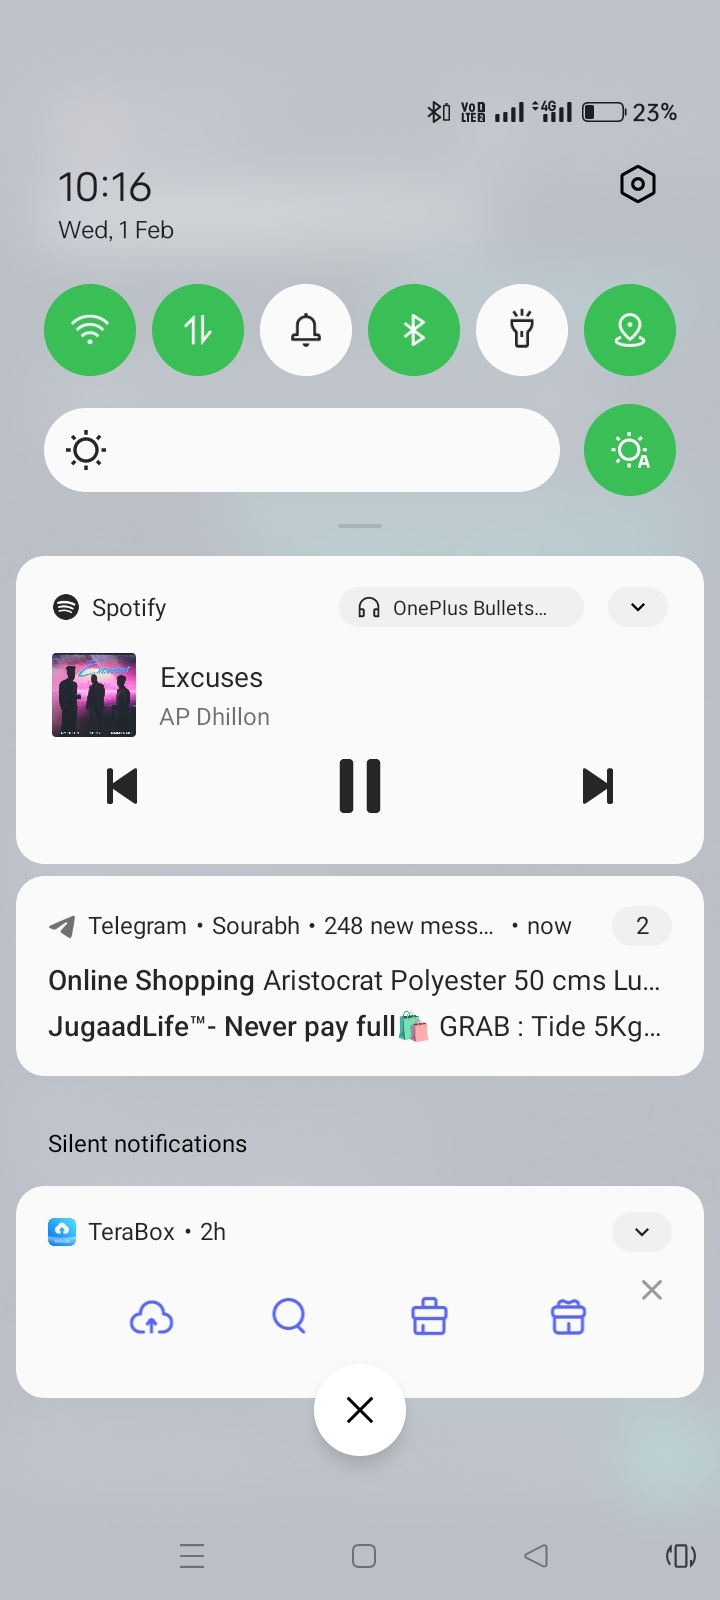 VoD LTE2 4G 23%
10:16
Wed, 1 Feb
A
Spotify OnePlus Bullets...
Excuses
Excuses
AP Dhillon
Telegram • Sourabh • 248 new mess... • now 2
Online Shopping Aristocrat Polyester 50 cms Lu...
JugaadLife™- Never pay full🛍️ GRAB : Tide 5Kg...
Silent notifications
TeraBox • 2h